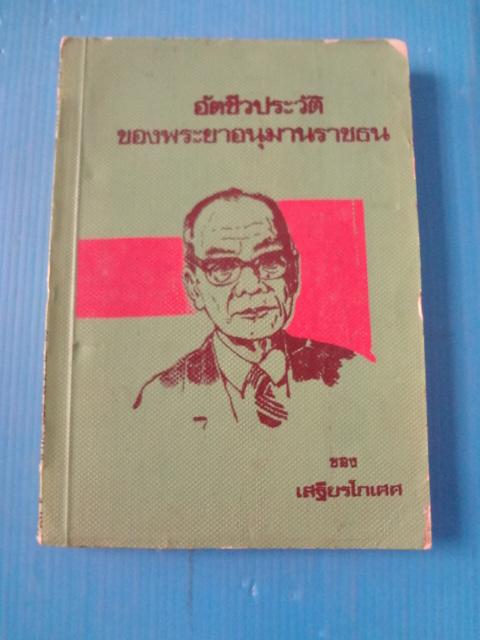 อัตชีวประวัติ
ของพระยาอนุมานราชธน
ของ
เสฐียรโกเศศ